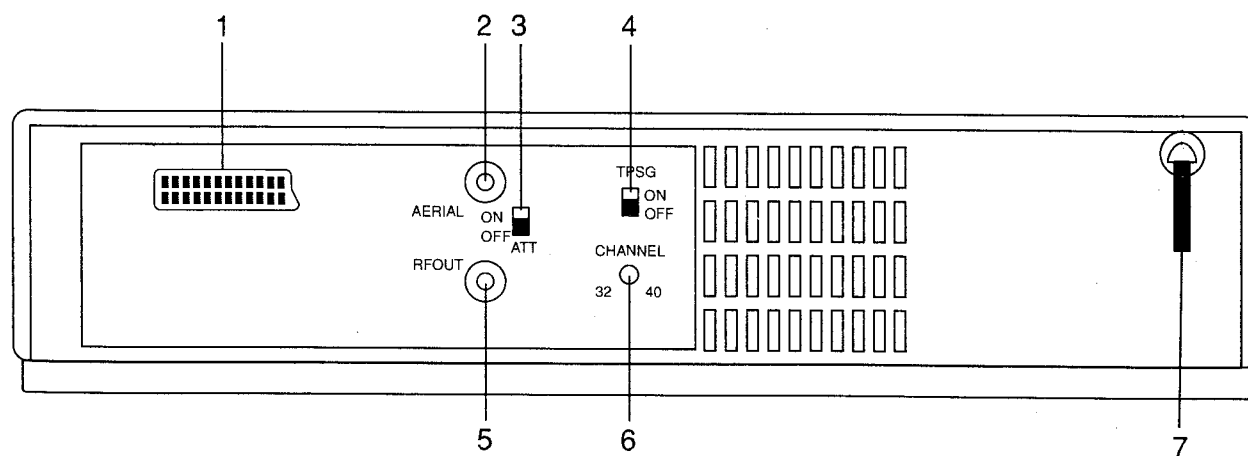 1 2 3 4
TPSG
ON
OFF
AERIAL
ON
OFF
ATT
RFOUT
CHANNEL
32 40
5 6 7